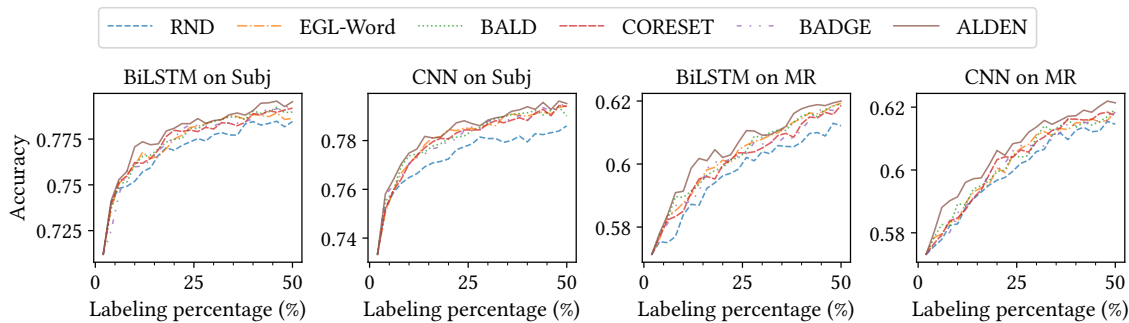 RND EGL-Word BALD CORESET BADGE ALDEN
BiLSTM on Subj
CNN on Subj
BiLSTM on MR
CNN on MR
Accuracy
0.775
0.75
0.725
0 25 50
Labeling percentage (%)
0.78
0.76
0.74
0 25 50
Labeling percentage (%)
0.62
0.6
0.58
0 25 50
Labeling percentage (%)
0.62
0.6
0.58
0 25 50
Labeling percentage (%)